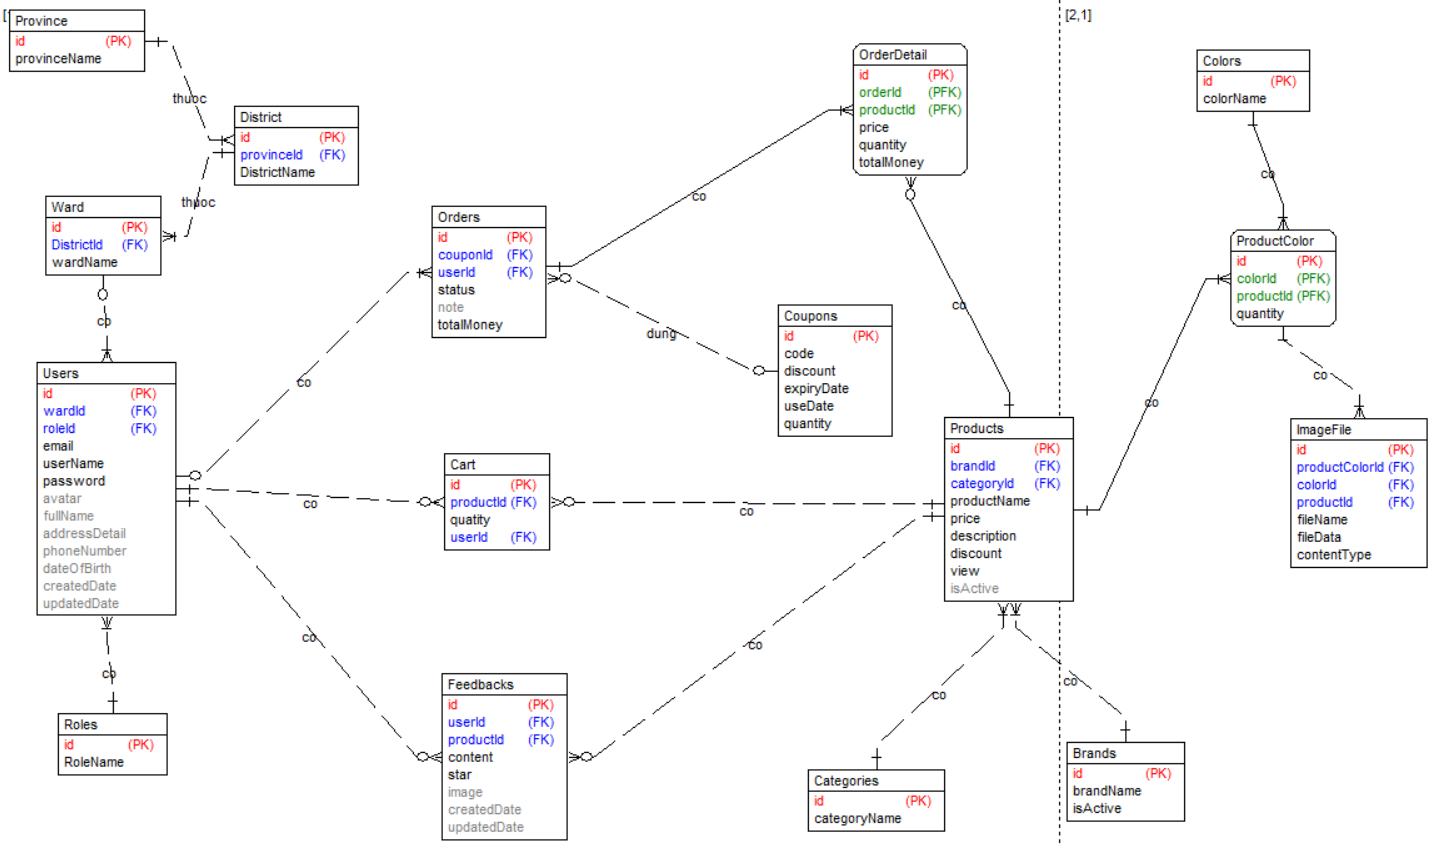 [
[2,1]
Province
id (PK)
provinceName
thuoc
District
id (PK)
provinceId (FK)
DistrictName
thuoc
Ward
id (PK)
DistrictId (FK)
wardName
co
Users
id (PK)
wardId (FK)
roleId (FK)
email
userName
password
avatar
fullName
addressDetail
phoneNumber
dateOfBirth
createdDate
updatedDate
co
Roles
id (PK)
RoleName
Orders
id (PK)
couponId (FK)
userId (FK)
status
note
totalMoney
co
co
dung
Cart
id (PK)
productId (FK)
quatity
userId (FK)
co
co
Feedbacks
id (PK)
userId (FK)
productId (FK)
content
star
image
createdDate
updatedDate
co
co
OrderDetail
id (PK)
orderId (PFK)
productId (PFK)
price
quantity
totalMoney
co
Coupons
id (PK)
code
discount
expiryDate
useDate
quantity
Products
id (PK)
brandId (FK)
categoryId (FK)
productName
price
description
discount
view
isActive
co
co
Categories
id (PK)
categoryName
Brands
id (PK)
brandName
isActive
Colors
id (PK)
colorName
co
ProductColor
id (PK)
colorId (PFK)
productId (PFK)
quantity
co
co
ImageFile
id (PK)
productColorId (FK)
colorId (FK)
productId (FK)
fileName
fileData
contentType